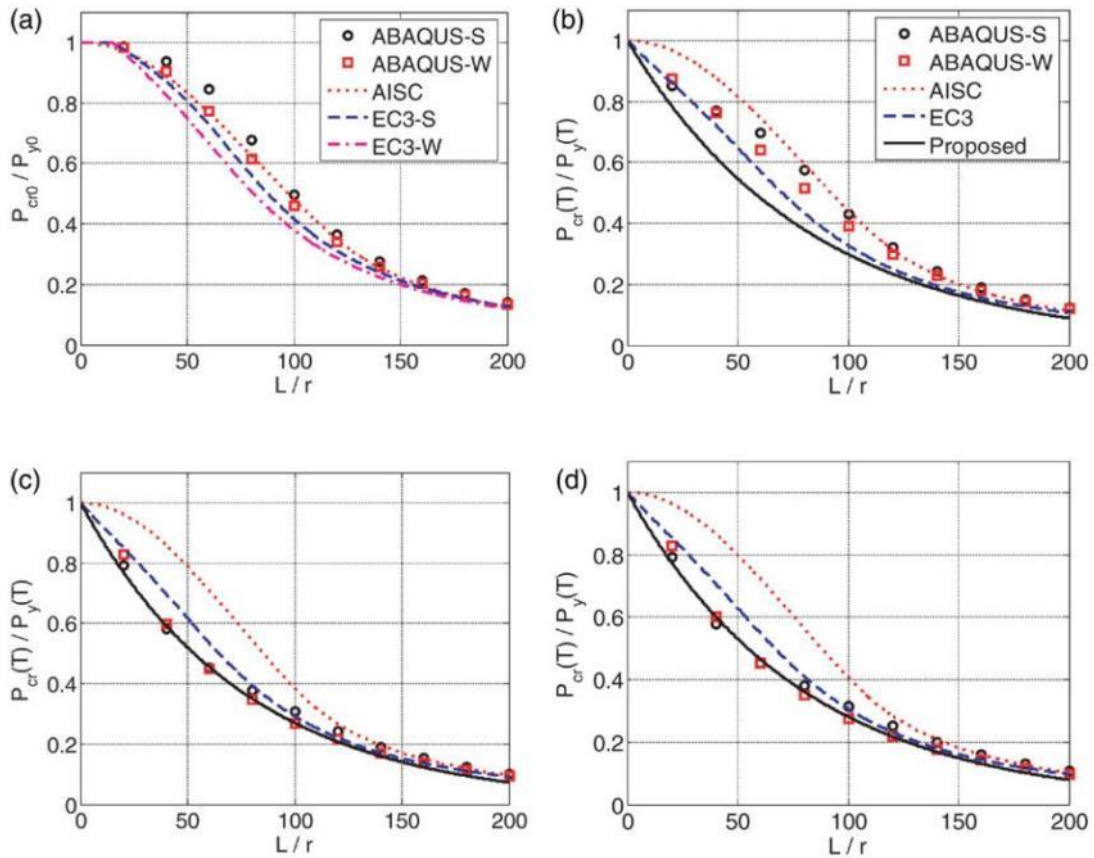 (a)
ABAQUS-S
ABAQUS-W
AISC
EC3-S
EC3-W
P_cr0 / P_y0
1
0.8
0.6
0.4
0.2
0
0 50 100 150 200
L / r
(b)
ABAQUS-S
ABAQUS-W
AISC
EC3
Proposed
P_cr(T) / P_y(T)
1
0.8
0.6
0.4
0.2
0
0 50 100 150 200
L / r
(c)
P_cr(T) / P_y(T)
1
0.8
0.6
0.4
0.2
0
0 50 100 150 200
L / r
(d)
P_cr(T) / P_y(T)
1
0.8
0.6
0.4
0.2
0
0 50 100 150 200
L / r